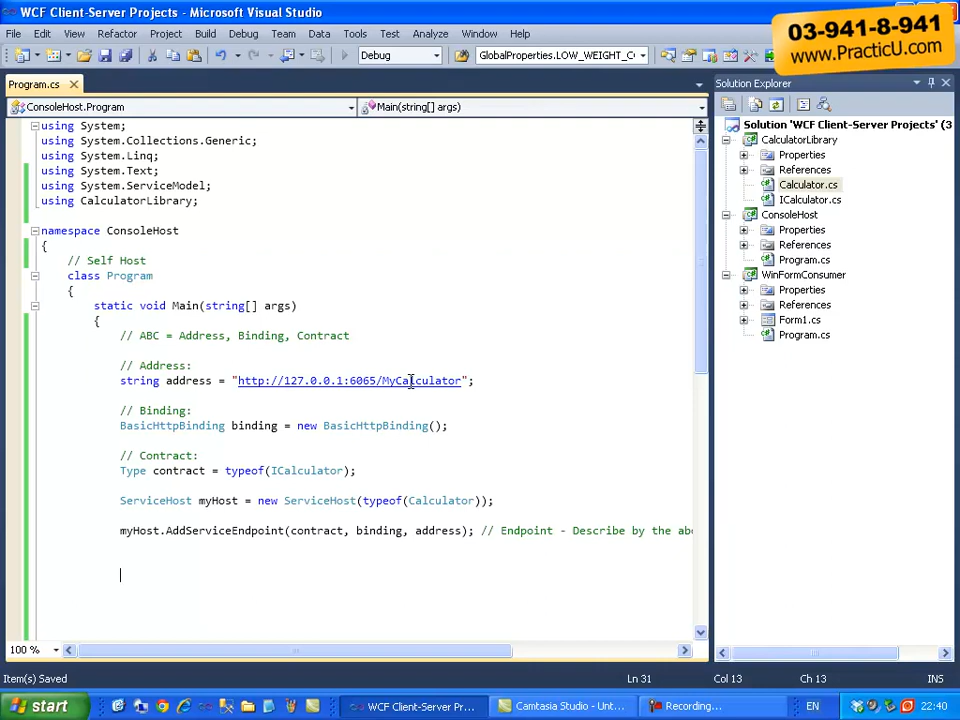 WCF Client-Server Projects - Microsoft Visual Studio
03-941-8-941
www.PracticU.com
File Edit View Refactor Project Build Debug Team Data Tools Test Analyze Window Help
Debug GlobalProperties.LOW_WEIGHT_C
Program.cs
Solution Explorer
ConsoleHost.Program
Main(string[] args)
using System;
using System.Collections.Generic;
using System.Linq;
using System.Text;
using System.ServiceModel;
using CalculatorLibrary;
namespace ConsoleHost
{
// Self Host
class Program
{
static void Main(string[] args)
{
// ABC = Address, Binding, Contract
// Address:
string address = "http://127.0.0.1:6065/MyCalculator";
// Binding:
BasicHttpBinding binding = new BasicHttpBinding();
// Contract:
Type contract = typeof(ICalculator);
ServiceHost myHost = new ServiceHost(typeof(Calculator));
myHost.AddServiceEndpoint(contract, binding, address); // Endpoint - Describe by the
Solution 'WCF Client-Server Projects' (3
CalculatorLibrary
Properties
References
Calculator.cs
ICalculator.cs
ConsoleHost
Properties
References
Program.cs
WinFormConsumer
Properties
References
Form1.cs
Program.cs
100 %
Item(s) Saved
Ln 31
Col 13
Ch 13
INS
start
WCF Client-Server Pr...
Camtasia Studio - Unt...
Recording...
EN
22:40